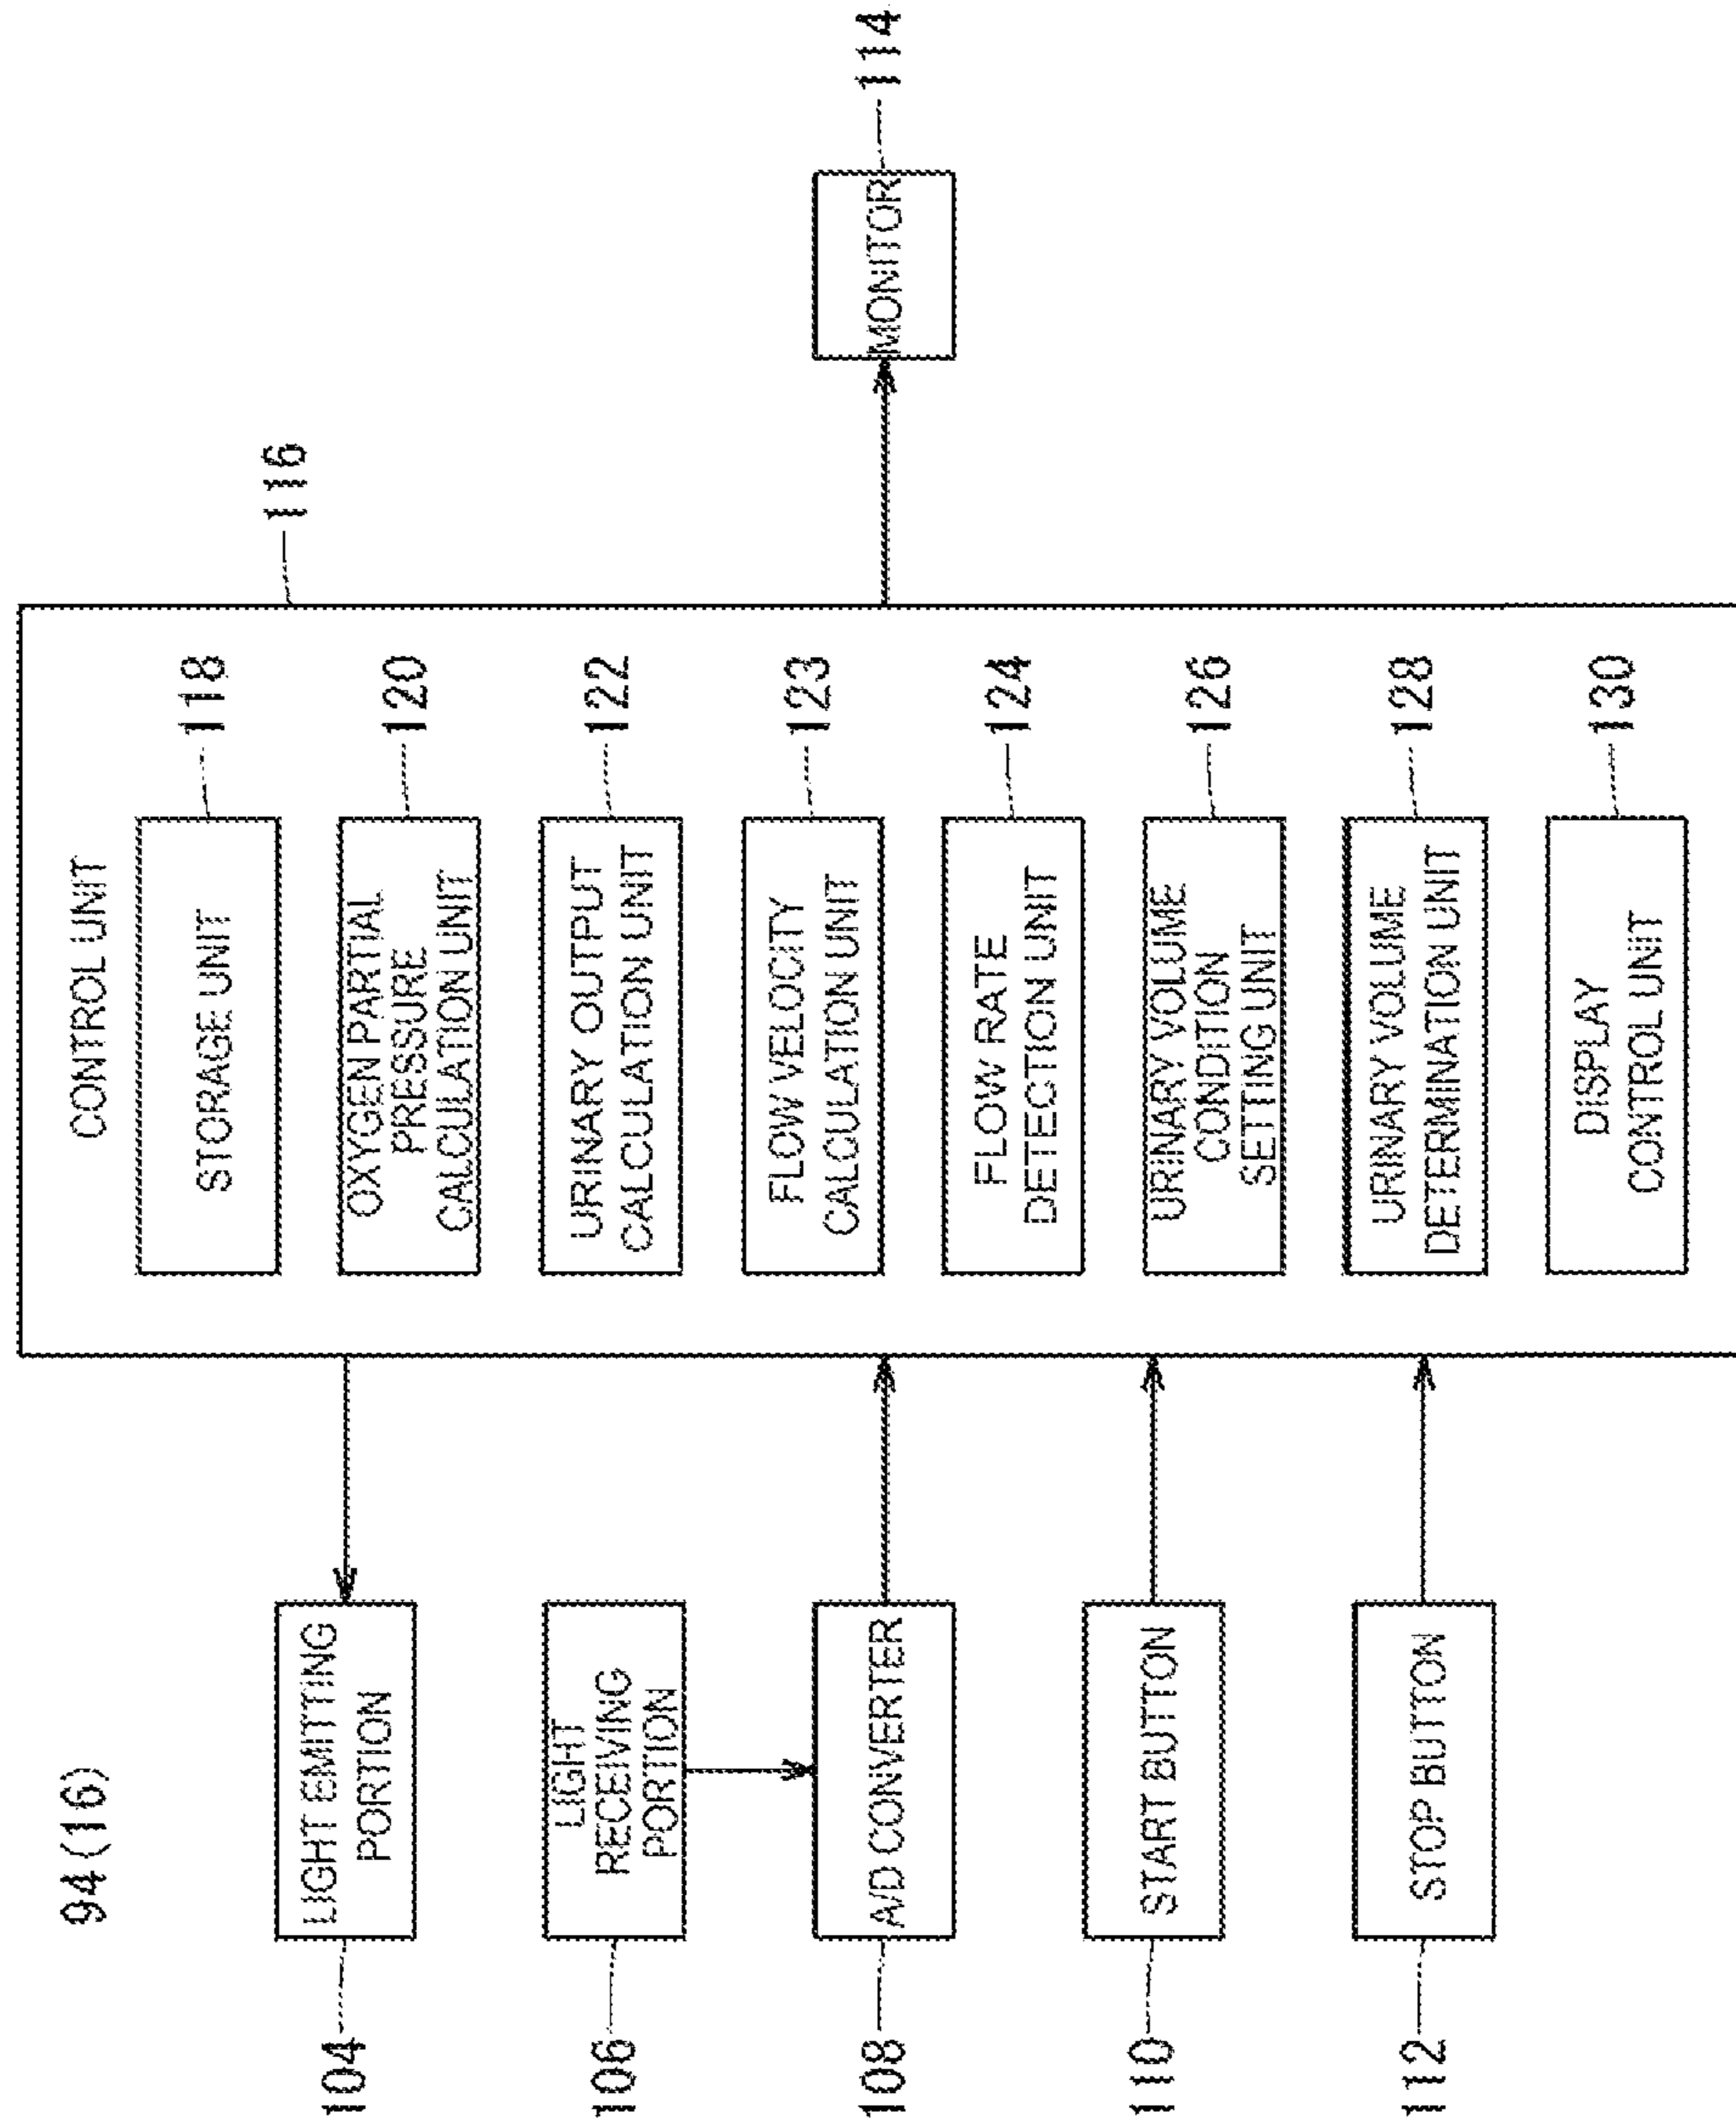 94(16)
104
LIGHT EMITTING
PORTION
106
LIGHT
RECEIVING
PORTION
108
A/D CONVERTER
110
START BUTTON
112
STOP BUTTON
116
CONTROL UNIT
STORAGE UNIT
118
OXYGEN PARTIAL
PRESSURE
CALCULATION UNIT
120
URINARY OUTPUT
CALCULATION UNIT
122
FLOW VELOCITY
CALCULATION UNIT
123
FLOW RATE
DETECTION UNIT
124
URINARY VOLUME
CONDITION
SETTING UNIT
126
URINARY VOLUME
DETERMINATION UNIT
128
DISPLAY
CONTROL UNIT
130
MONITOR
114